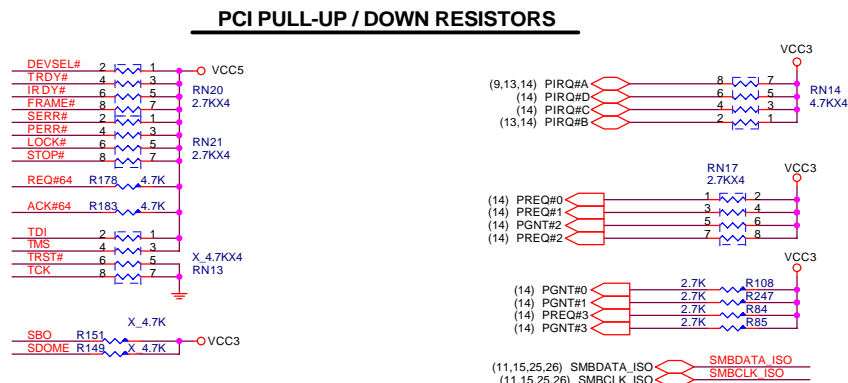 PCI PULL-UP / DOWN RESISTORS
DEVSEL# 2 1 VCC5
TRDY# 4 3
IRDY# 6 5 RN20
FRAME# 8 7 2.7KX4
SERR# 2 1
PERR# 4 3
LOCK# 6 5 RN21
STOP# 8 7 2.7KX4
REQ#64 R178 4.7K
ACK#64 R183 4.7K
TDI 2 1
TMS 4 3
TRST# 6 5 X_4.7KX4
TCK 8 7 RN13
X_4.7K
SBO R151 VCC3
SDOME R149 X_4.7K
VCC3
(9,13,14) PIRQ#A 8 7 RN14
(14) PIRQ#D 6 5 4.7KX4
(14) PIRQ#C 4 3
(13,14) PIRQ#B 2 1
RN17 VCC3
2.7KX4
(14) PREQ#0 1 2
(14) PREQ#1 3 4
(14) PGNT#2 5 6
(14) PREQ#2 7 8
VCC3
(14) PGNT#0 2.7K R108
(14) PGNT#1 2.7K R247
(14) PREQ#3 2.7K R84
(14) PGNT#3 2.7K R85
(11,15,25,26) SMBDATA_ISO SMBDATA_ISO
(11,15,25,26) SMBCLK_ISO SMBCLK_ISO